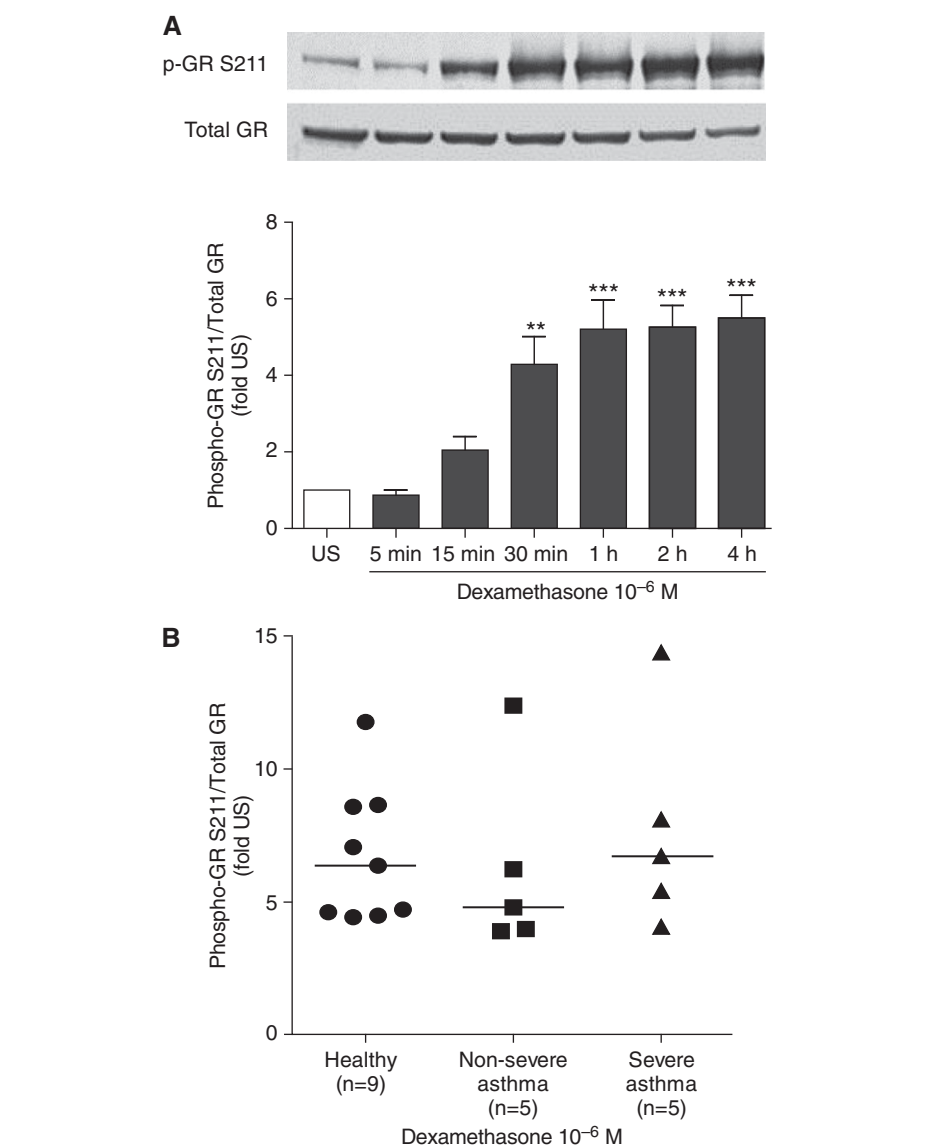 A
p-GR S211
Total GR
Phospho-GR S211/Total GR
(fold US)
8
6
4
2
0
**
***
***
***
US 5 min 15 min 30 min 1 h 2 h 4 h
Dexamethasone 10⁻⁶ M
B
Phospho-GR S211/Total GR
(fold US)
15
10
5
0
Healthy
(n=9)
Non-severe
asthma
(n=5)
Severe
asthma
(n=5)
Dexamethasone 10⁻⁶ M